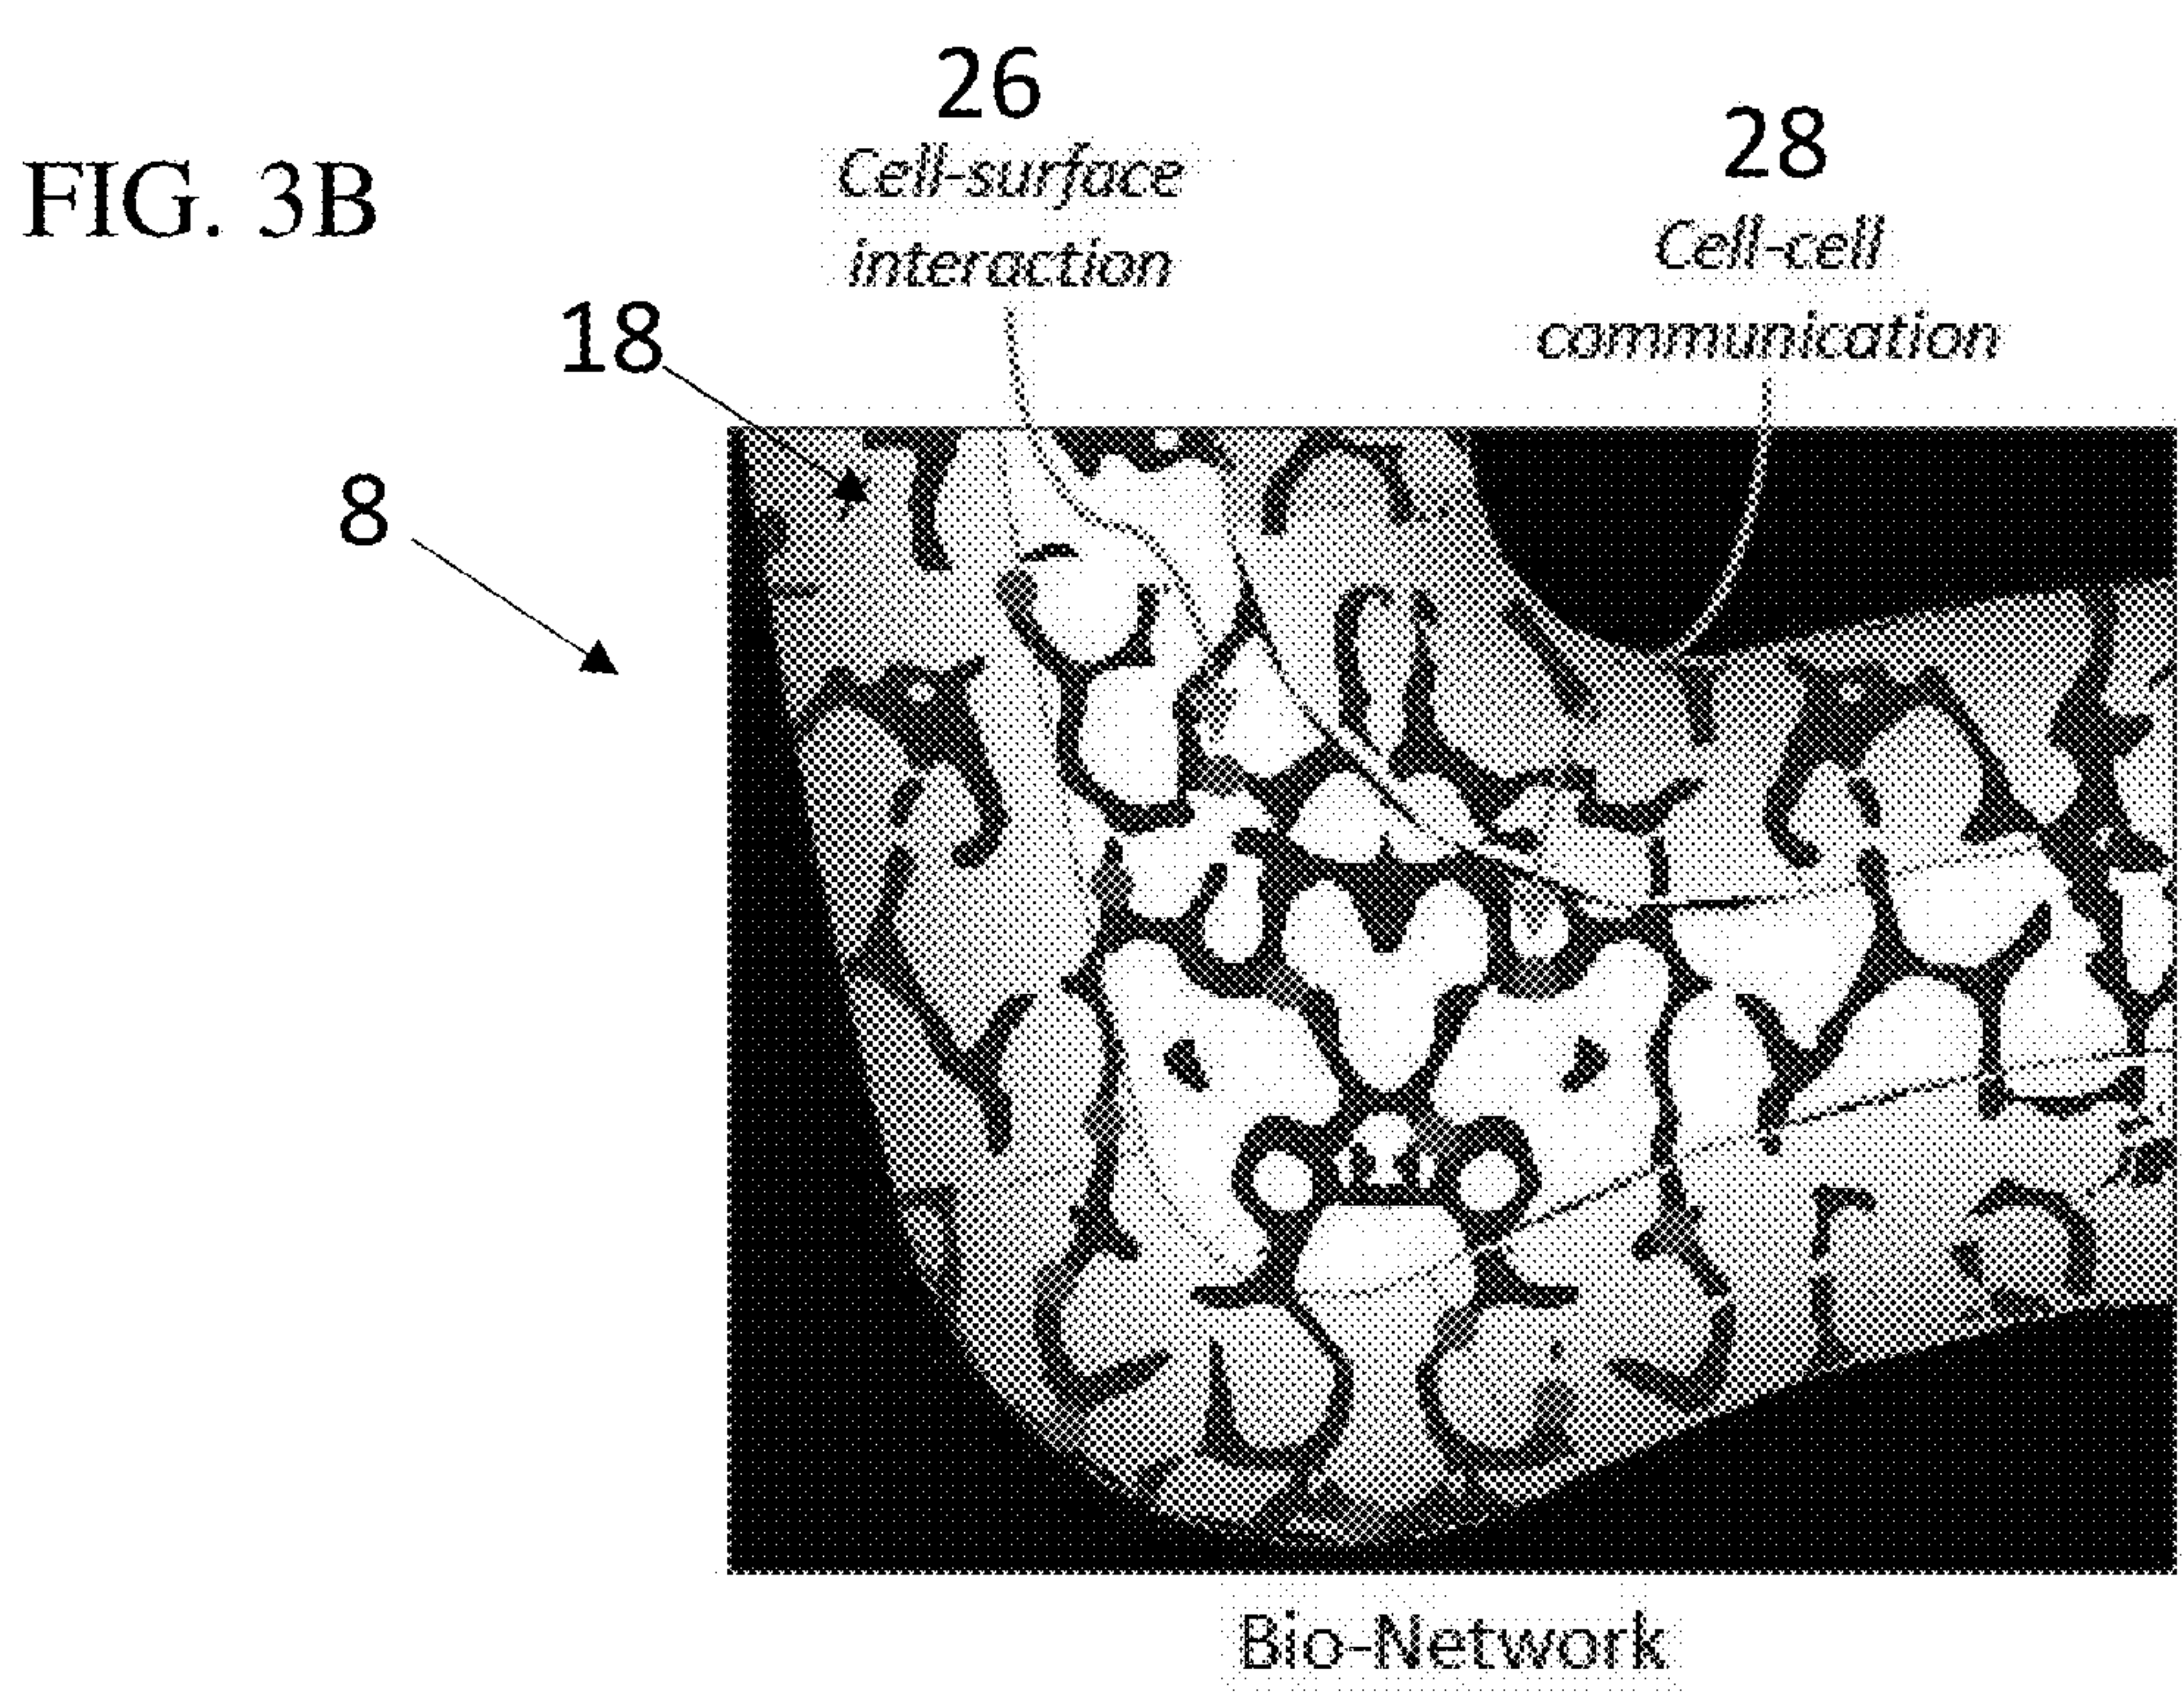 26
Cell-surface
interaction
28
Cell-cell
communication
FIG. 3B
18
8
Bio-Network